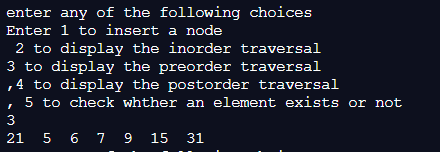 enter any of the following choices
Enter 1 to insert a node
 2 to display the inorder traversal
3 to display the preorder traversal
,4 to display the postorder traversal
, 5 to check whther an element exists or not
3
21  5  6  7  9  15  31